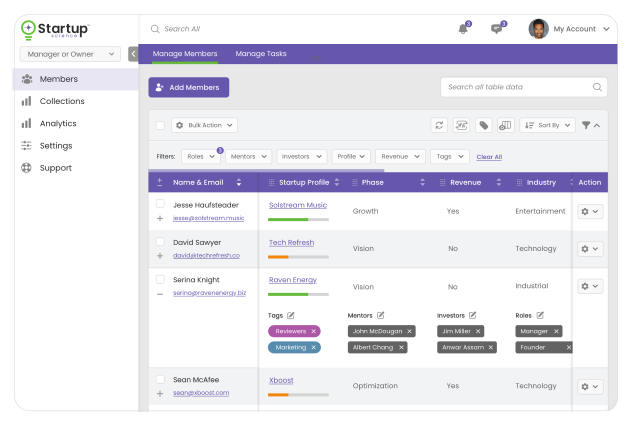 Startup
science
Search All
3
3
My Account
Manager or Owner
Manage Members
Manage Tasks
Members
Collections
Analytics
Settings
Support
Add Members
Search all table data
Bulk Action
Sort By
Filters:
Roles
3
Mentors
Investors
Profile
Revenue
Tags
Clear All
Name & Email
Startup Profile
Phase
Revenue
Industry
Action
Jesse Haufsteader
jesse@solstream.music
Solstream Music
Growth
Yes
Entertainment
David Sawyer
david@techrefresh.co
Tech Refresh
Vision
No
Technology
Serina Knight
serina@ravenenergy.biz
Raven Energy
Vision
No
Industrial
Tags
Mentors
Investors
Roles
Reviewers
John McDougan
Jim Miller
Manager
Marketing
Albert Chang
Anwar Assam
Founder
Sean McAfee
sean@xboost.com
Xboost
Optimization
Yes
Technology